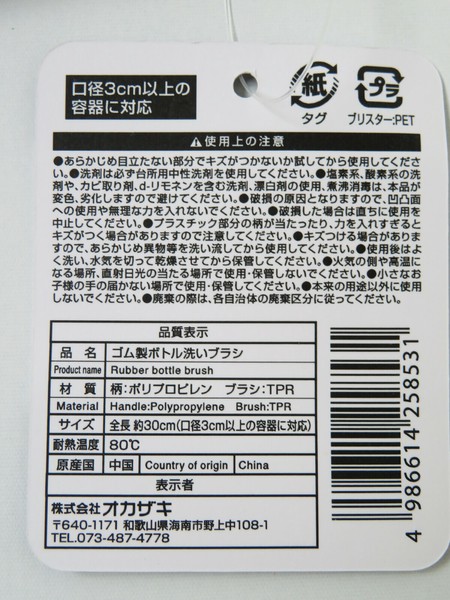 口径3cm以上の
容器に対応
紙
タグ
プラ
ブリスター:PET
使用上の注意
●あらかじめ目立たない部分でキズがつかないか試してから使用してくださ
い。●洗剤は必ず台所用中性洗剤を使用してください。●塩素系、酸素系の洗
剤や、カビ取り剤、d-リモネンを含む洗剤、漂白剤の使用、煮沸消毒は、本品が
変色、劣化しますので避けてください。●破損の原因となりますので、凹凸面
への使用や無理な力を入れないでください。●破損した場合は直ちに使用を
中止してください。●プラスチック部分の柄が当たったり、力を入れすぎると
キズがつく場合がありますので注意してください。●キズつける場合がありま
すので、あらかじめ異物等を洗い流してから使用してください。●使用後はよ
く洗い、水気を切って乾燥させてから保管してください。●火気の側や高温に
なる場所、直射日光の当たる場所で使用・保管しないでください。●小さなお
子様の手の届かない場所で使用・保管してください。●本来の用途以外に使用
しないでください。●廃棄の際は、各自治体の廃棄区分に従ってください。
品質表示
品 名 ゴム製ボトル洗いブラシ
Product name Rubber bottle brush
材 質 柄:ポリプロピレン ブラシ:TPR
Material Handle:Polypropylene Brush:TPR
サイズ 全長 約30cm(口径3cm以上の容器に対応)
耐熱温度 80℃
原産国 中国 Country of origin China
表示者
株式会社オカザキ
〒640-1171 和歌山県海南市野上中108-1
TEL.073-487-4778
4 986614 258531